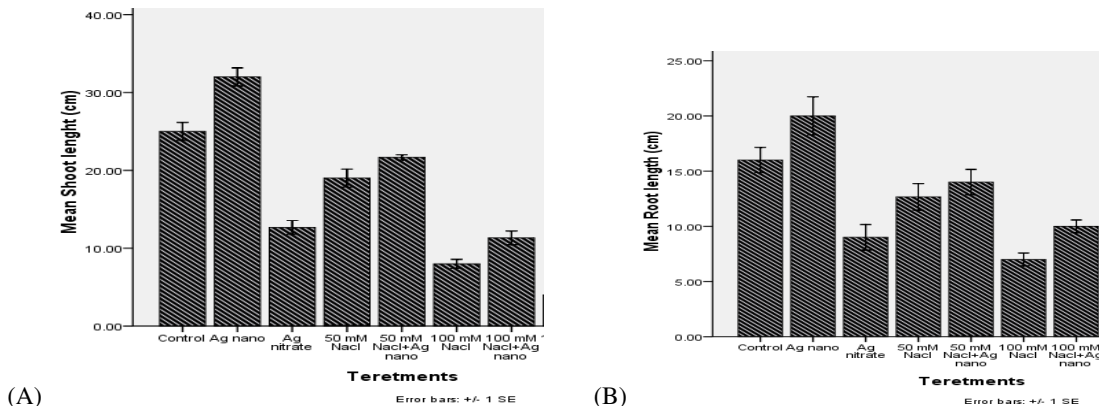 40.00
30.00
20.00
10.00
0.00
Mean Shoot lenght (cm)
Control Ag nano Ag nitrate 50 mM Nacl 50 mM Nacl+Ag nano 100 mM Nacl 100 mM Nacl+Ag nano 1
Teretments
Error bars: +/- 1 SE
(A)
25.00
20.00
15.00
10.00
5.00
0.00
Mean Root length (cm)
Control Ag nano Ag nitrate 50 mM Nacl 50 mM Nacl+Ag nano 100 mM Nacl 100 mM Nacl+Ag nano
Teretments
Error bars: +/- 1 SE
(B)